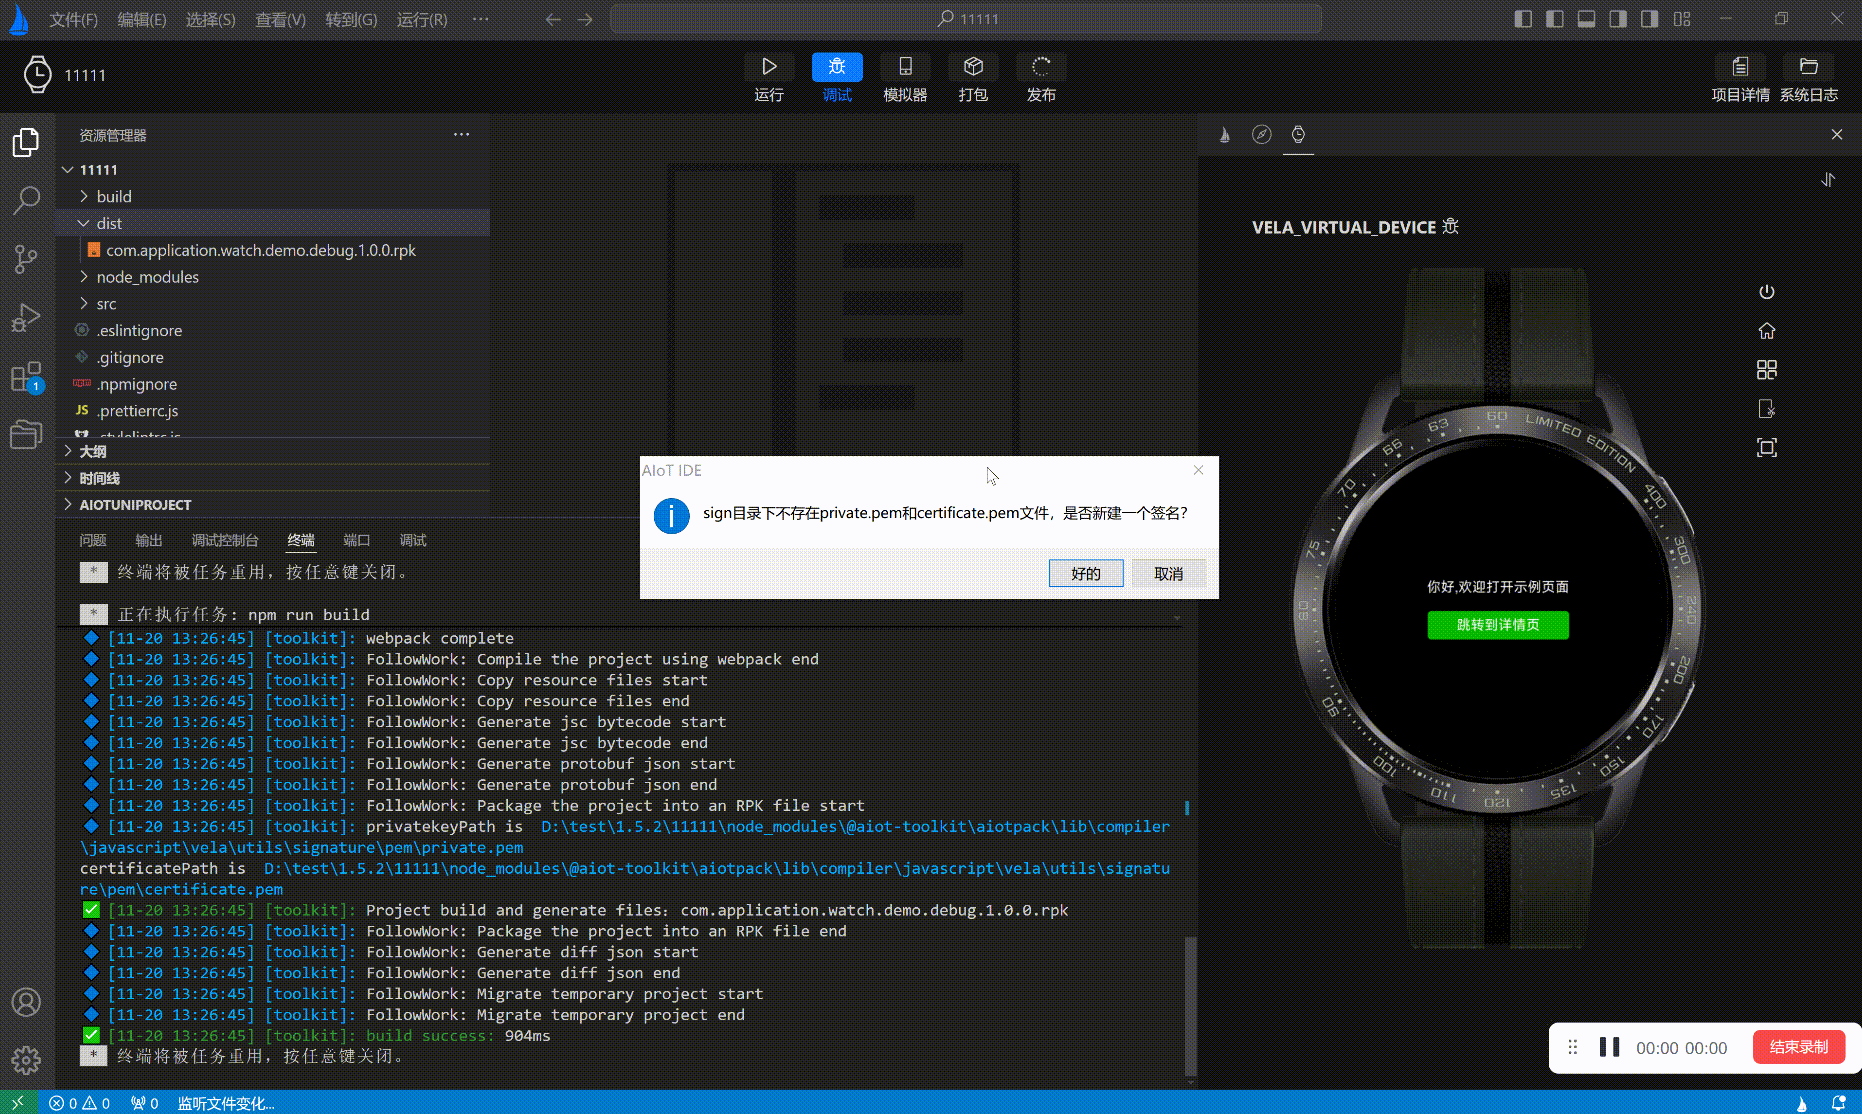 文件(F) 编辑(E) 选择(S) 查看(V) 转到(G) 运行(R) ··· 11111
11111
运行 调试 模拟器 打包 发布 项目详情 系统日志
资源管理器
11111
build
dist
com.application.watch.demo.debug.1.0.0.rpk
node_modules
src
.eslintignore
.gitignore
.npmignore
JS .prettierrc.js
.stylelintrc.js
大纲
时间线
AIOTUNIPROJECT
1
问题 输出 调试控制台 终端 端口 调试
* 终端将被任务重用，按任意键关闭。
* 正在执行任务: npm run build
[11-20 13:26:45] [toolkit]: webpack complete
[11-20 13:26:45] [toolkit]: FollowWork: Compile the project using webpack end
[11-20 13:26:45] [toolkit]: FollowWork: Copy resource files start
[11-20 13:26:45] [toolkit]: FollowWork: Copy resource files end
[11-20 13:26:45] [toolkit]: FollowWork: Generate jsc bytecode start
[11-20 13:26:45] [toolkit]: FollowWork: Generate jsc bytecode end
[11-20 13:26:45] [toolkit]: FollowWork: Generate protobuf json start
[11-20 13:26:45] [toolkit]: FollowWork: Generate protobuf json end
[11-20 13:26:45] [toolkit]: FollowWork: Package the project into an RPK file start
[11-20 13:26:45] [toolkit]: privatekeyPath is D:\test\1.5.2\11111\node_modules\@aiot-toolkit\aiotpack\lib\compiler
\javascript\vela\utils\signature\pem\private.pem
certificatePath is D:\test\1.5.2\11111\node_modules\@aiot-toolkit\aiotpack\lib\compiler\javascript\vela\utils\signatu
re\pem\certificate.pem
[11-20 13:26:45] [toolkit]: Project build and generate files：com.application.watch.demo.debug.1.0.0.rpk
[11-20 13:26:45] [toolkit]: FollowWork: Package the project into an RPK file end
[11-20 13:26:45] [toolkit]: FollowWork: Generate diff json start
[11-20 13:26:45] [toolkit]: FollowWork: Generate diff json end
[11-20 13:26:45] [toolkit]: FollowWork: Migrate temporary project start
[11-20 13:26:45] [toolkit]: FollowWork: Migrate temporary project end
[11-20 13:26:45] [toolkit]: build success: 904ms
* 终端将被任务重用，按任意键关闭。
AIoT IDE
sign目录下不存在private.pem和certificate.pem文件，是否新建一个签名？
好的 取消
VELA_VIRTUAL_DEVICE
60 LIMITED EDITION 400 300 240 200 170 150 135 120 110 100 90 80 75 70 66 63
你好,欢迎打开示例页面
跳转到详情页
00:00 00:00 结束录制
0 0 0 监听文件变化...